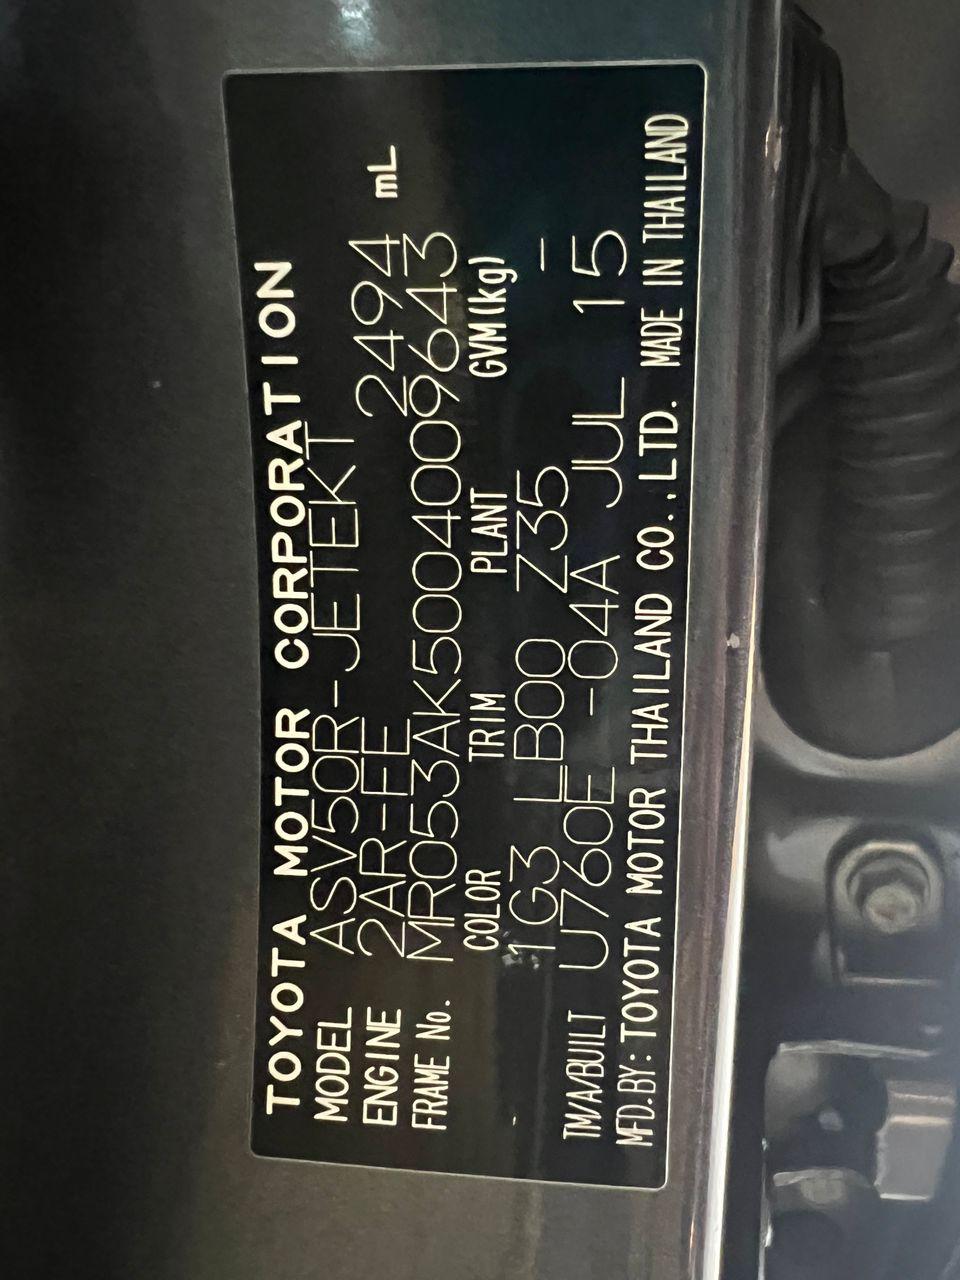 TOYOTA MOTOR CORPORATION
MODEL ASV50R-JETEKT
ENGINE 2AR-FE 2494 mL
FRAME No. MR053AK5004009643
COLOR TRIM PLANT GVM(kg)
1G3 LB00 Z35 -
TM/A/BUILT U760E -04A JUL 15
MFD.BY: TOYOTA MOTOR THAILAND CO.,LTD. MADE IN THAILAND